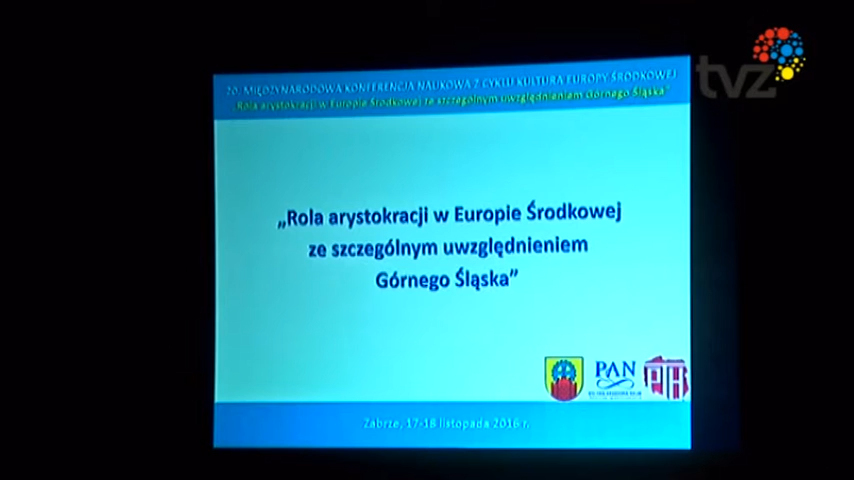 tvz
20. MIĘDZYNARODOWA KONFERENCJA NAUKOWA Z CYKLU KULTURA EUROPY ŚRODKOWEJ
„Rola arystokracji w Europie Środkowej ze szczególnym uwzględnieniem Górnego Śląska”
„Rola arystokracji w Europie Środkowej
ze szczególnym uwzględnieniem
Górnego Śląska”
PAN
PTH
Zabrze, 17-18 listopada 2016 r.